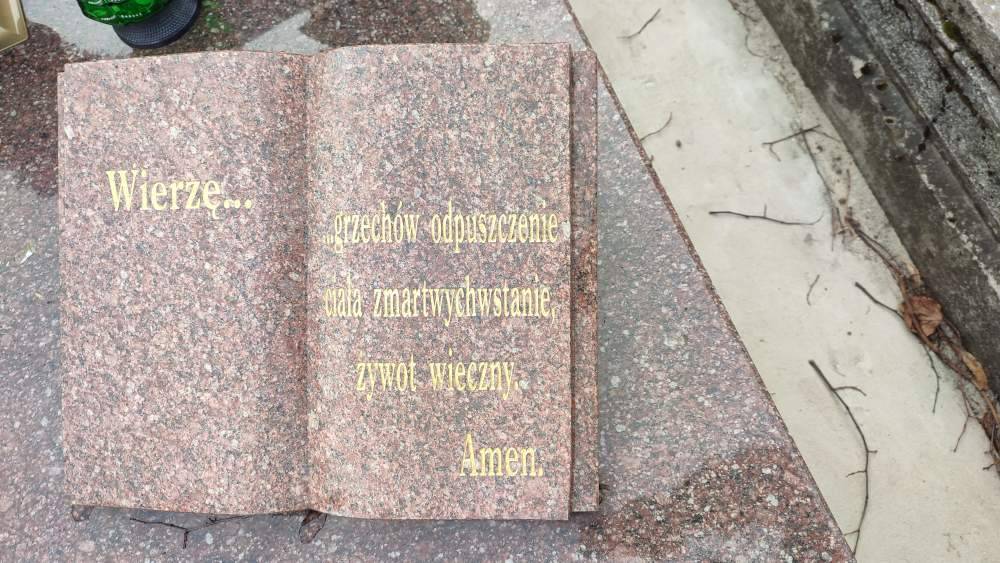 Wierzę...
...grzechów odpuszczenie
ciała zmartwychwstanie,
żywot wieczny.
Amen.